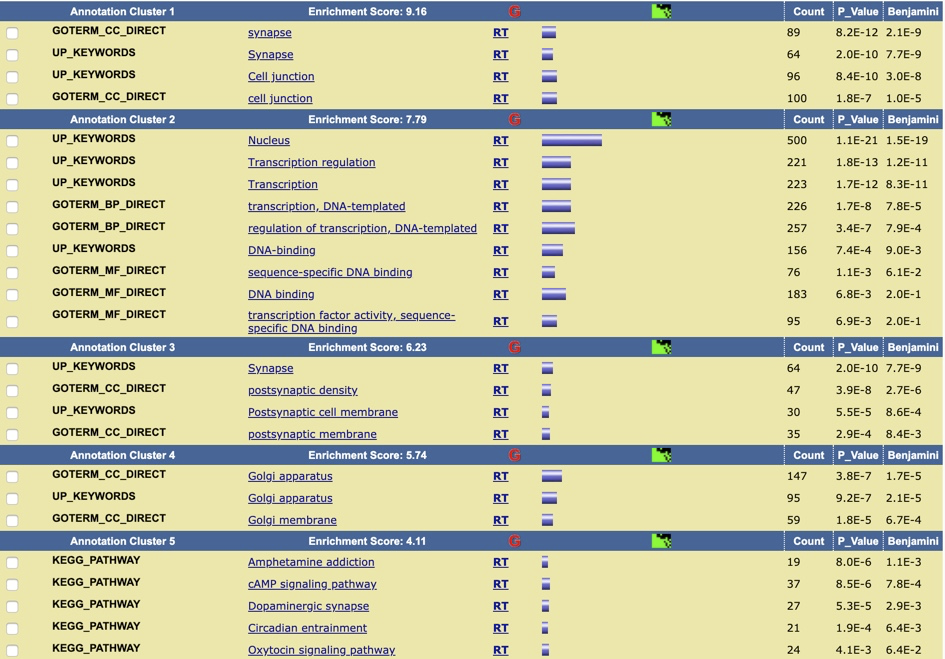 Annotation Cluster 1 Enrichment Score: 9.16 G Count P_Value Benjamini
GOTERM_CC_DIRECT synapse RT 89 8.2E-12 2.1E-9
UP_KEYWORDS Synapse RT 64 2.0E-10 7.7E-9
UP_KEYWORDS Cell junction RT 96 8.4E-10 3.0E-8
GOTERM_CC_DIRECT cell junction RT 100 1.8E-7 1.0E-5
Annotation Cluster 2 Enrichment Score: 7.79 G Count P_Value Benjamini
UP_KEYWORDS Nucleus RT 500 1.1E-21 1.5E-19
UP_KEYWORDS Transcription regulation RT 221 1.8E-13 1.2E-11
UP_KEYWORDS Transcription RT 223 1.7E-12 8.3E-11
GOTERM_BP_DIRECT transcription, DNA-templated RT 226 1.7E-8 7.8E-5
GOTERM_BP_DIRECT regulation of transcription, DNA-templated RT 257 3.4E-7 7.9E-4
UP_KEYWORDS DNA-binding RT 156 7.4E-4 9.0E-3
GOTERM_MF_DIRECT sequence-specific DNA binding RT 76 1.1E-3 6.1E-2
GOTERM_MF_DIRECT DNA binding RT 183 6.8E-3 2.0E-1
GOTERM_MF_DIRECT transcription factor activity, sequence-
specific DNA binding RT 95 6.9E-3 2.0E-1
Annotation Cluster 3 Enrichment Score: 6.23 G Count P_Value Benjamini
UP_KEYWORDS Synapse RT 64 2.0E-10 7.7E-9
GOTERM_CC_DIRECT postsynaptic density RT 47 3.9E-8 2.7E-6
UP_KEYWORDS Postsynaptic cell membrane RT 30 5.5E-5 8.6E-4
GOTERM_CC_DIRECT postsynaptic membrane RT 35 2.9E-4 8.4E-3
Annotation Cluster 4 Enrichment Score: 5.74 G Count P_Value Benjamini
GOTERM_CC_DIRECT Golgi apparatus RT 147 3.8E-7 1.7E-5
UP_KEYWORDS Golgi apparatus RT 95 9.2E-7 2.1E-5
GOTERM_CC_DIRECT Golgi membrane RT 59 1.8E-5 6.7E-4
Annotation Cluster 5 Enrichment Score: 4.11 G Count P_Value Benjamini
KEGG_PATHWAY Amphetamine addiction RT 19 8.0E-6 1.1E-3
KEGG_PATHWAY cAMP signaling pathway RT 37 8.5E-6 7.8E-4
KEGG_PATHWAY Dopaminergic synapse RT 27 5.3E-5 2.9E-3
KEGG_PATHWAY Circadian entrainment RT 21 1.9E-4 6.4E-3
KEGG_PATHWAY Oxytocin signaling pathway RT 24 4.1E-3 6.4E-2